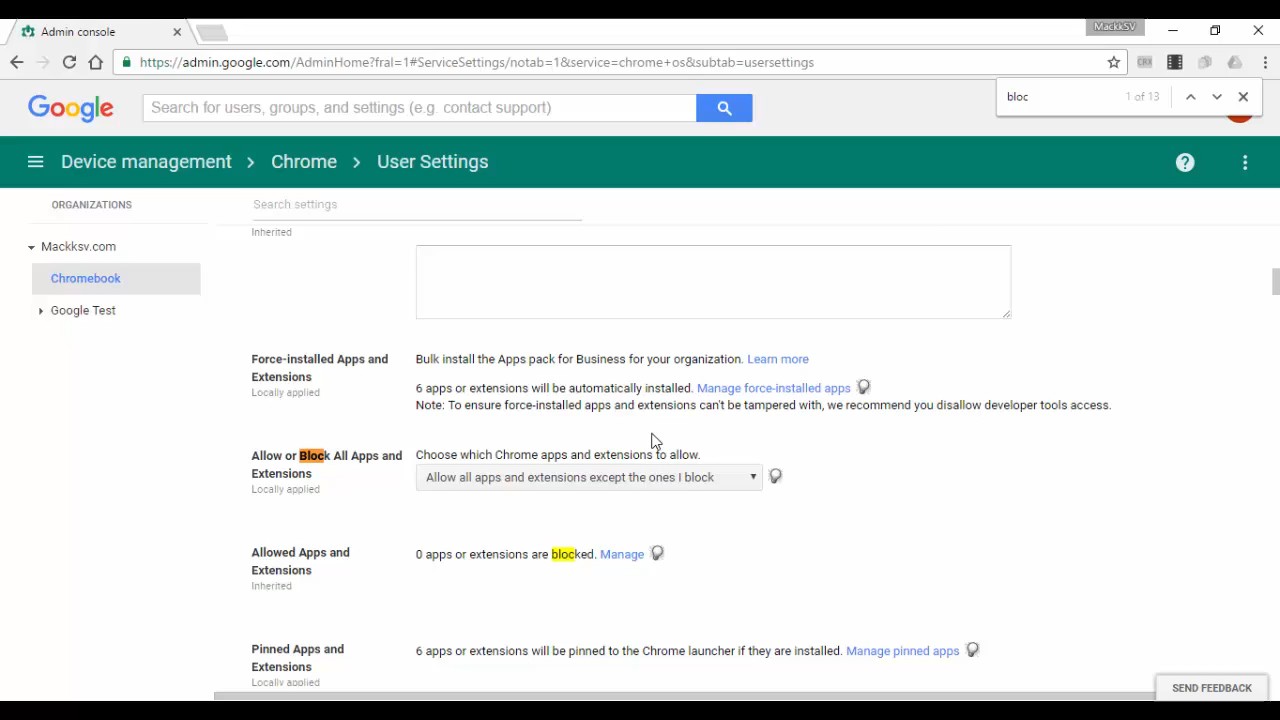 Admin console
MackkSV
https://admin.google.com/AdminHome?fral=1#ServiceSettings/notab=1&service=chrome+os&subtab=usersettings
bloc
1 of 13
Google
Search for users, groups, and settings (e.g. contact support)
Device management > Chrome > User Settings
ORGANIZATIONS
Mackksv.com
Chromebook
Google Test
Search settings
Inherited
Force-installed Apps and
Extensions
Locally applied
Bulk install the Apps pack for Business for your organization. Learn more
6 apps or extensions will be automatically installed. Manage force-installed apps
Note: To ensure force-installed apps and extensions can't be tampered with, we recommend you disallow developer tools access.
Allow or Block All Apps and
Extensions
Locally applied
Choose which Chrome apps and extensions to allow.
Allow all apps and extensions except the ones I block
Allowed Apps and
Extensions
Inherited
0 apps or extensions are blocked. Manage
Pinned Apps and
Extensions
Locally applied
6 apps or extensions will be pinned to the Chrome launcher if they are installed. Manage pinned apps
SEND FEEDBACK